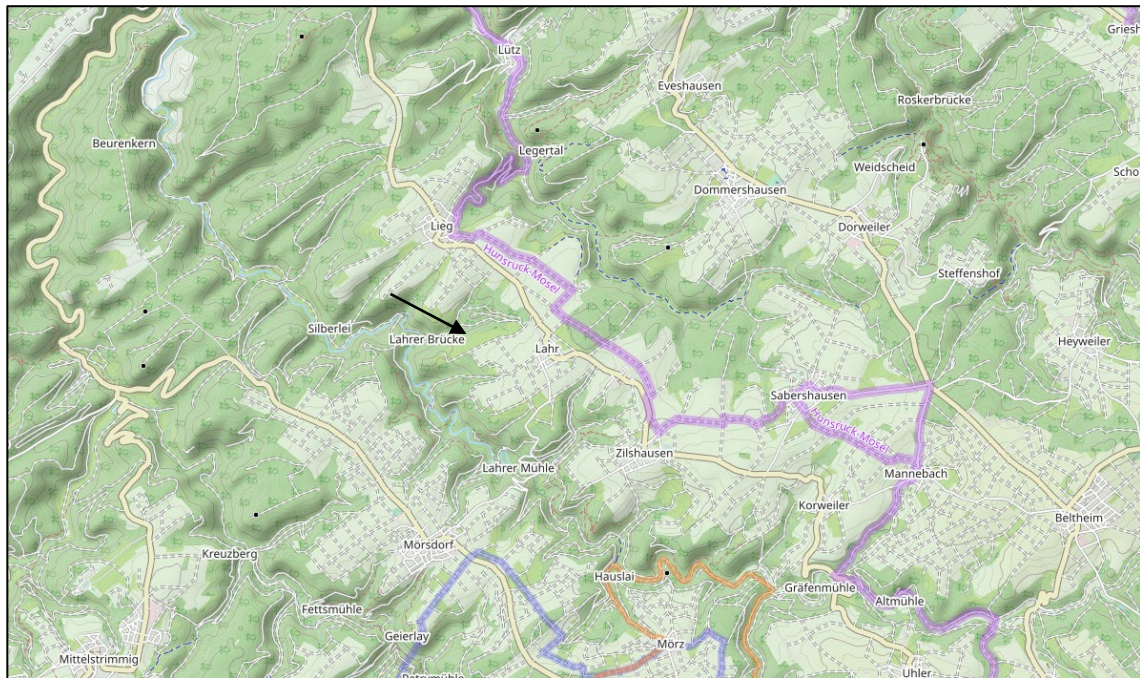 Griesh
Lütz
Eveshausen
Roskerbrücke
Beurenkern
Legertal
Weidscheid
Scho
Dommershausen
Lieg
Dorweiler
Hunsrück-Mosel
Steffenshof
Silberlei
Lahrer Brücke
Heyweiler
Lahr
Sabershausen
Hunsrück-Mosel
Zilshausen
Lahrer Mühle
Mannebach
Korweiler
Beltheim
Mörsdorf
Kreuzberg
Hauslai
Gräfenmühle
Altmühle
Fettsmühle
Geierlay
Mörz
Mittelstrimmig
Petrymühle
Uhler